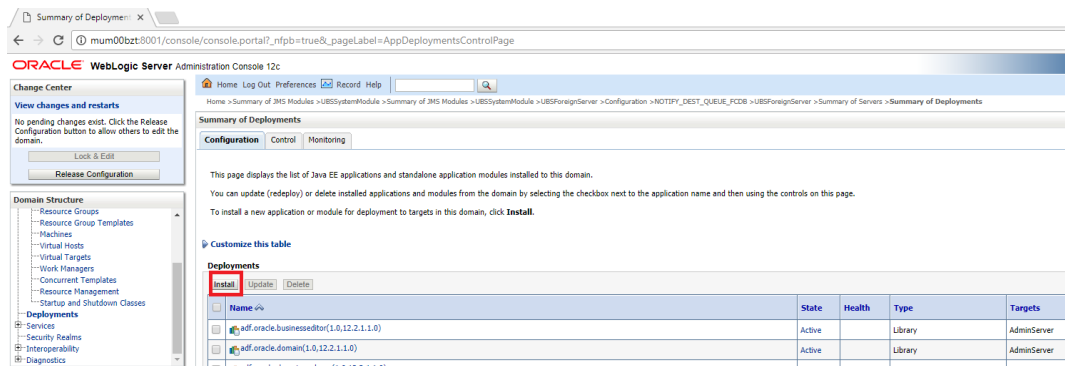 Summary of Deploymen
mum00bzt:8001/console/console.portal?_nfpb=true&_pageLabel=AppDeploymentsControlPage
ORACLE WebLogic Server Administration Console 12c
Change Center
View changes and restarts
No pending changes exist. Click the Release
Configuration button to allow others to edit the
domain.
Lock & Edit
Release Configuration
Domain Structure
Resource Groups
Resource Group Templates
Machines
Virtual Hosts
Virtual Targets
Work Managers
Concurrent Templates
Resource Management
Startup and Shutdown Classes
Deployments
Services
Security Realms
Interoperability
Diagnostics
Home Log Out Preferences Record Help
Home >Summary of JMS Modules >UBSSystemModule >Summary of JMS Modules >UBSSystemModule >UBSForeignServer >Configuration >NOTIFY_DEST_QUEUE_FCDB >UBSForeignServer >Summary of Servers >Summary of Deployments
Summary of Deployments
Configuration Control Monitoring
This page displays the list of Java EE applications and standalone application modules installed to this domain.
You can update (redeploy) or delete installed applications and modules from the domain by selecting the checkbox next to the application name and then using the controls on this page.
To install a new application or module for deployment to targets in this domain, click Install.
Customize this table
Deployments
Install Update Delete
Name State Health Type Targets
adf.oracle.businesseditor(1.0,12.2.1.1.0) Active Library AdminServer
adf.oracle.domain(1.0,12.2.1.1.0) Active Library AdminServer